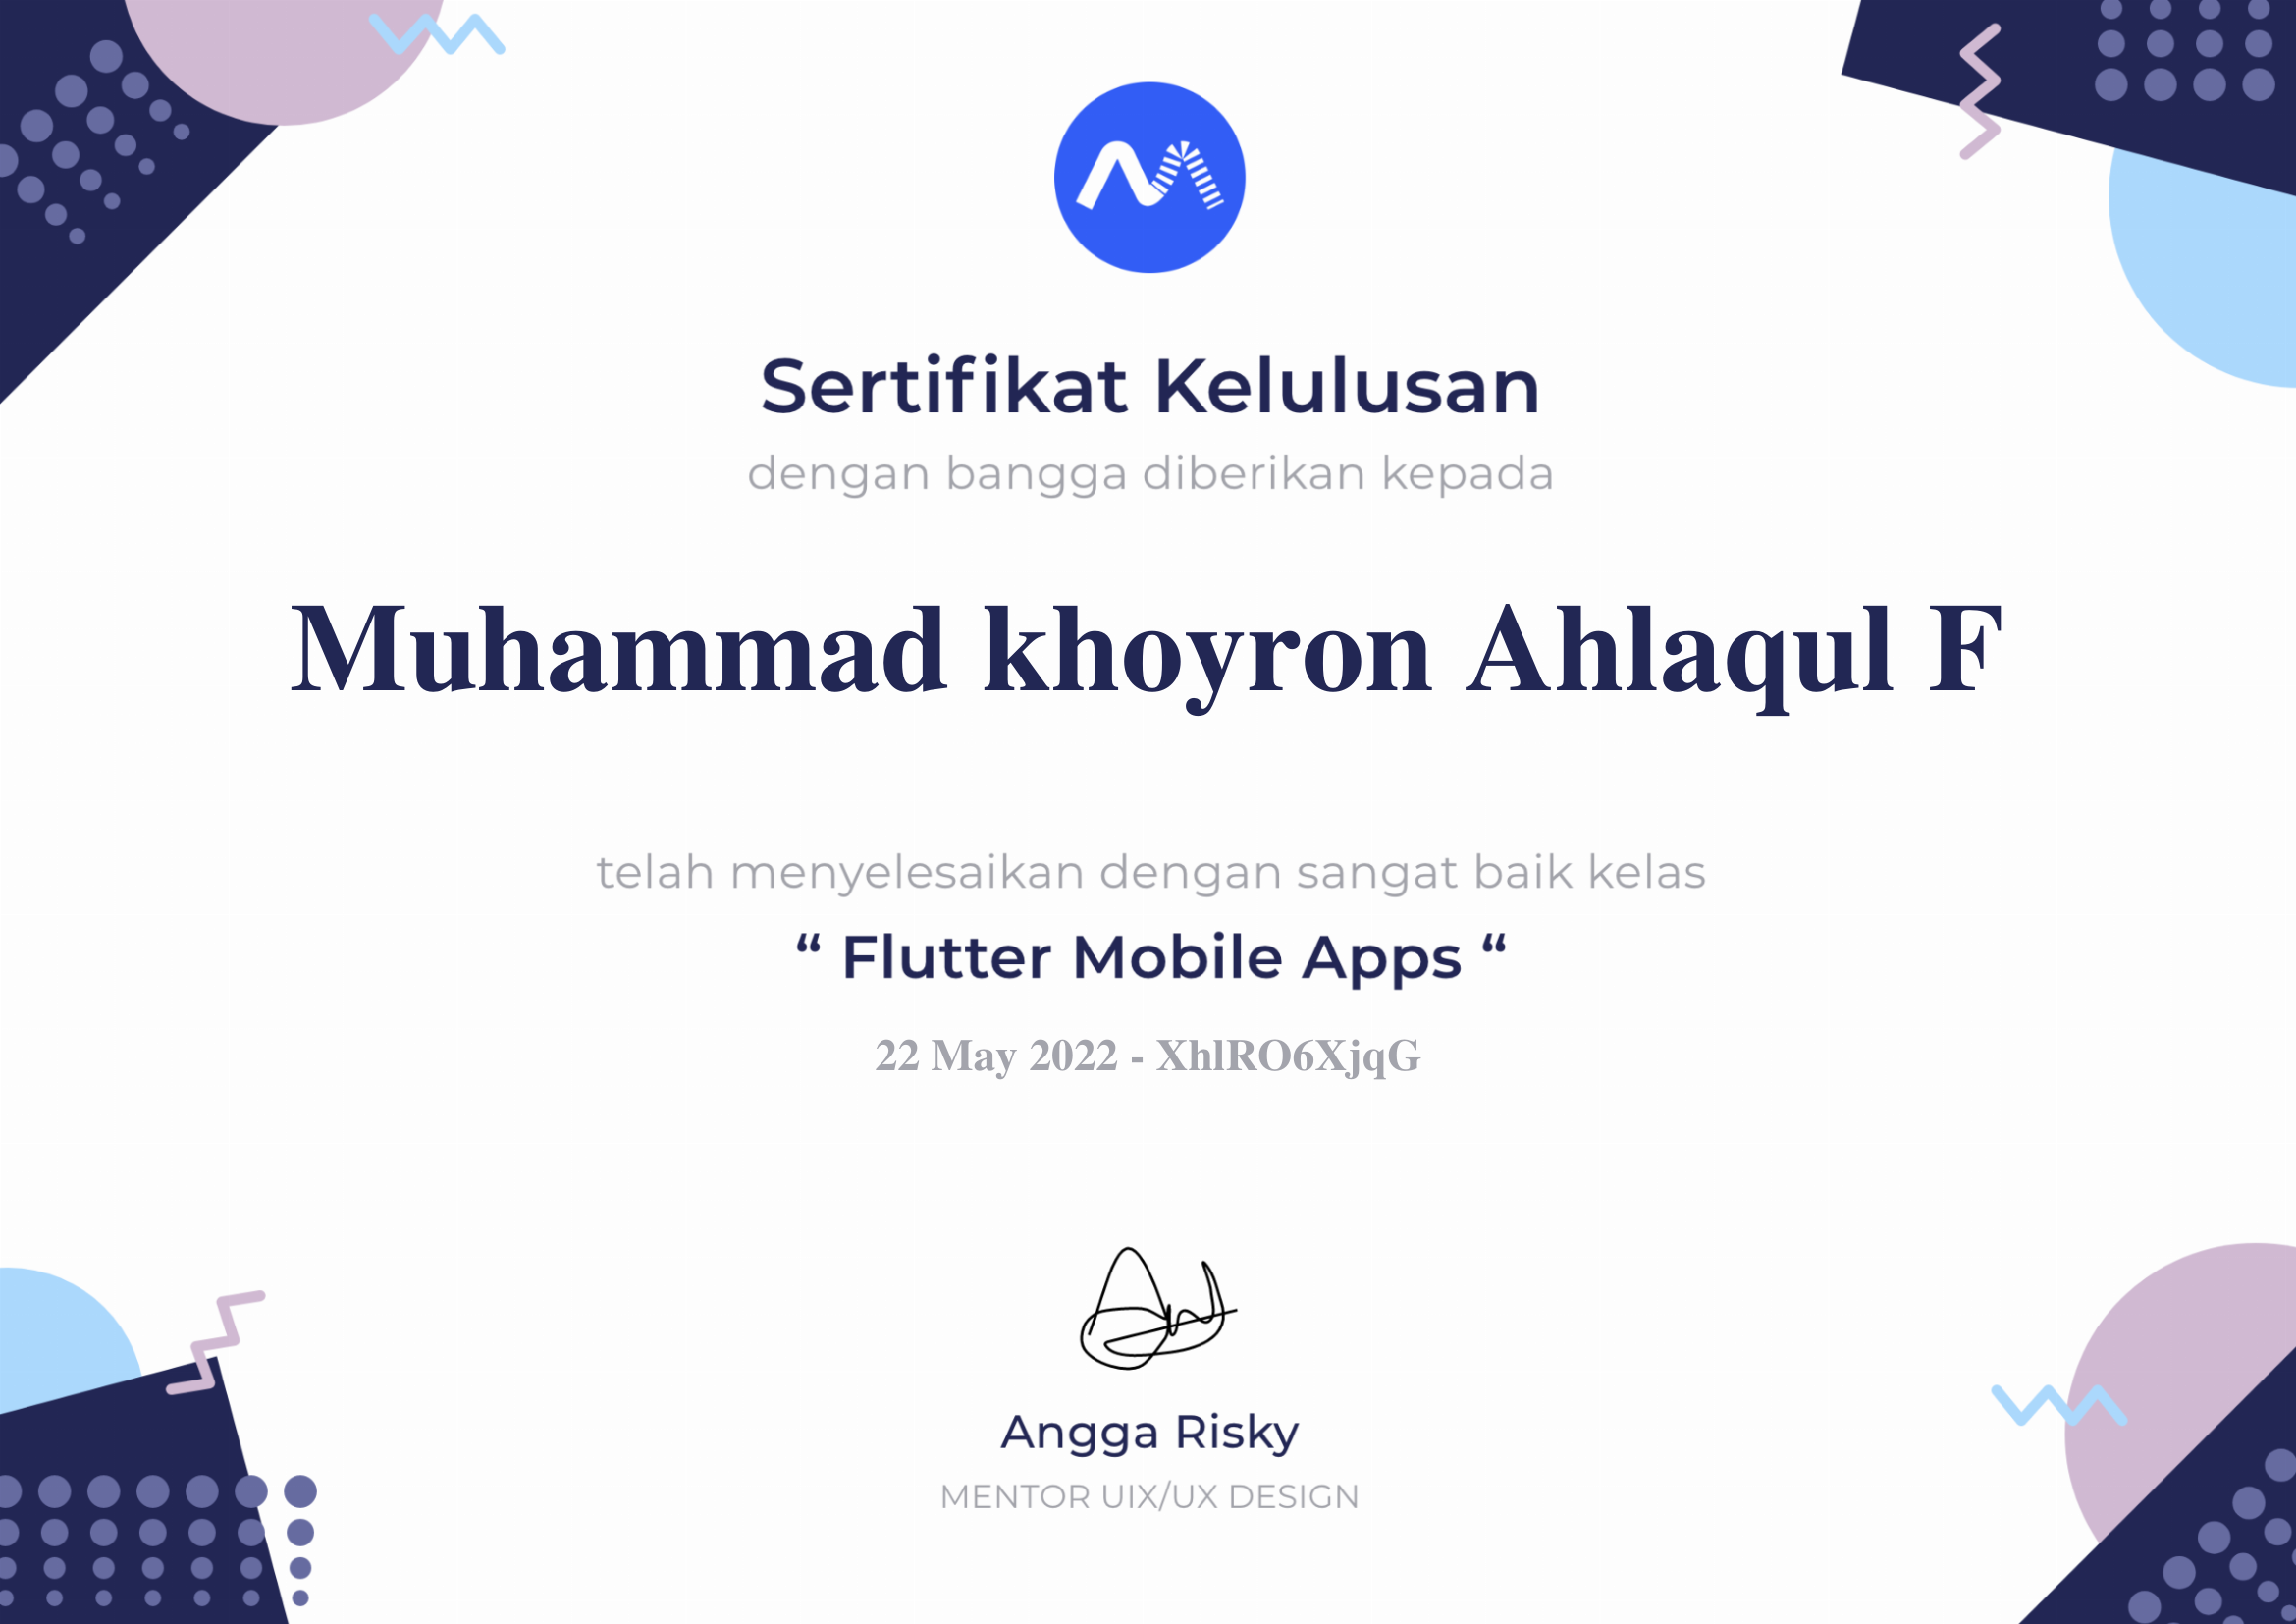 Sertifikat Kelulusan
dengan bangga diberikan kepada
Muhammad khoyron Ahlaqul F
telah menyelesaikan dengan sangat baik kelas
“ Flutter Mobile Apps “
22 May 2022 - XhlRO6XjqG
Angga Risky
MENTOR UIX/UX DESIGN